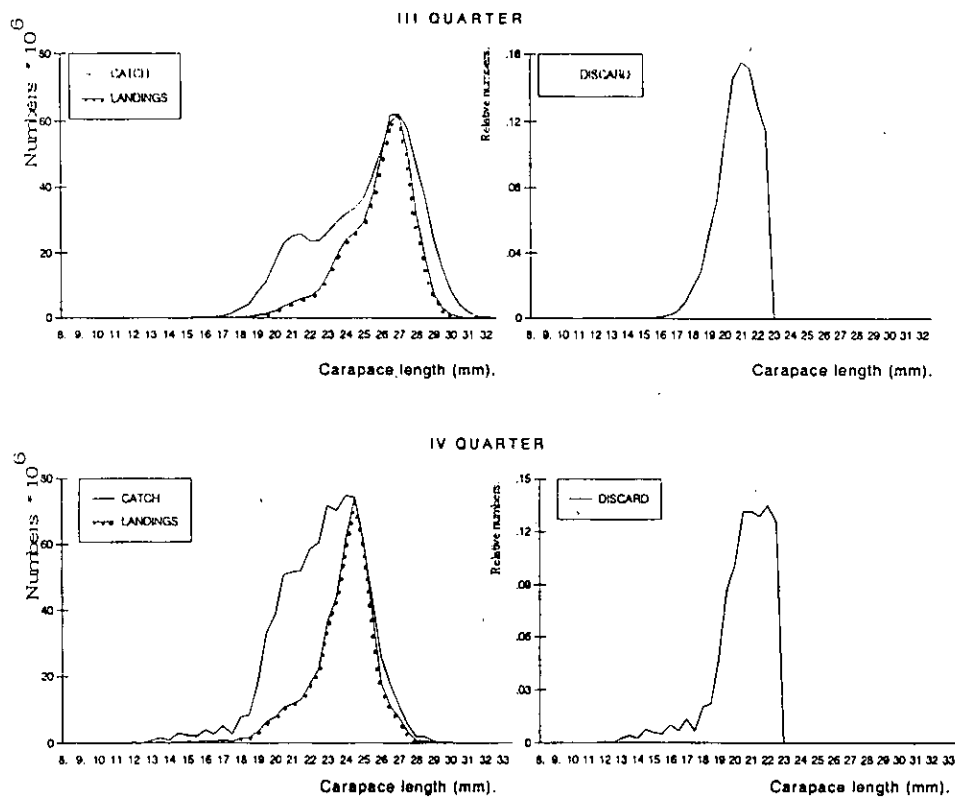 III QUARTER
Numbers * 10^6
80
60
40
20
0
CATCH
LANDINGS
8. 9. 10 11 12 13 14 15 16 17 18 19 20 21 22 23 24 25 26 27 28 29 30 31 32
Carapace length (mm).
Relative numbers.
.16
.12
.08
.04
0
DISCARD
8. 9. 10 11 12 13 14 15 16 17 18 19 20 21 22 23 24 25 26 27 28 29 30 31 32
Carapace length (mm).
IV QUARTER
Numbers * 10^6
80
60
40
20
0
CATCH
LANDINGS
8. 9. 10 11 12 13 14 15 16 17 18 19 20 21 22 23 24 25 26 27 28 29 30 31 32 33
Carapace length (mm).
Relative numbers.
.15
.12
.09
.06
.03
0
DISCARD
8. 9. 10 11 12 13 14 15 16 17 18 19 20 21 22 23 24 25 26 27 28 29 30 31 32 33
Carapace length (mm).